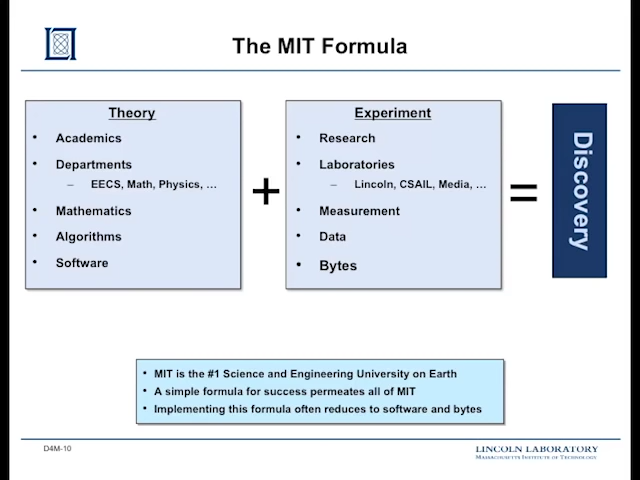 The MIT Formula
Theory
• Academics
• Departments
– EECS, Math, Physics, …
• Mathematics
• Algorithms
• Software
+
Experiment
• Research
• Laboratories
– Lincoln, CSAIL, Media, …
• Measurement
• Data
• Bytes
=
Discovery
• MIT is the #1 Science and Engineering University on Earth
• A simple formula for success permeates all of MIT
• Implementing this formula often reduces to software and bytes
D4M-10
LINCOLN LABORATORY
MASSACHUSETTS INSTITUTE OF TECHNOLOGY